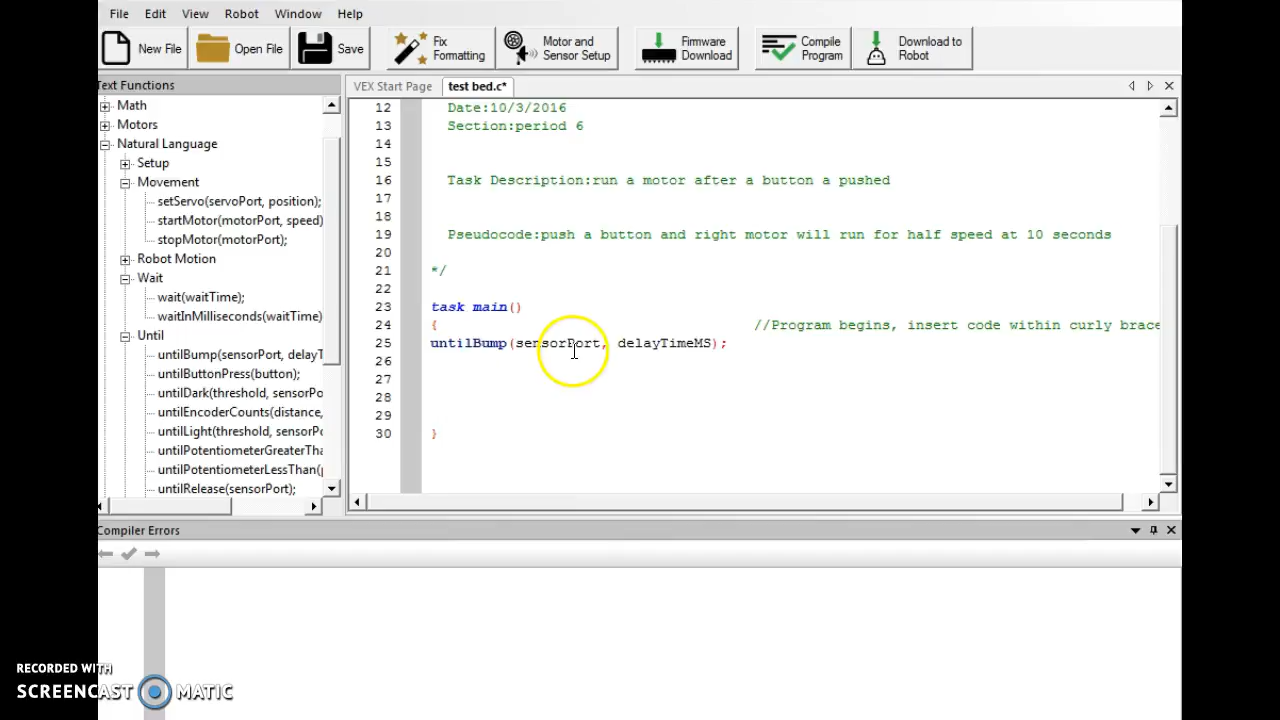 File Edit View Robot Window Help
New File Open File Save Fix Formatting Motor and Sensor Setup Firmware Download Compile Program Download to Robot
Text Functions
VEX Start Page test bed.c*
Math
Motors
Natural Language
Setup
Movement
setServo(servoPort, position);
startMotor(motorPort, speed)
stopMotor(motorPort);
Robot Motion
Wait
wait(waitTime);
waitInMilliseconds(waitTime)
Until
untilBump(sensorPort, delayT
untilButtonPress(button);
untilDark(threshold, sensorPo
untilEncoderCounts(distance,
untilLight(threshold, sensorPo
untilPotentiometerGreaterTha
untilPotentiometerLessThan(p
untilRelease(sensorPort);
12 Date:10/3/2016
13 Section:period 6
14
15
16 Task Description:run a motor after a button a pushed
17
18
19 Pseudocode:push a button and right motor will run for half speed at 10 seconds
20
21 */
22
23 task main()
24 { //Program begins, insert code within curly brace
25 untilBump(sensorPort, delayTimeMS);
26
27
28
29
30 }
Compiler Errors
RECORDED WITH
SCREENCAST MATIC